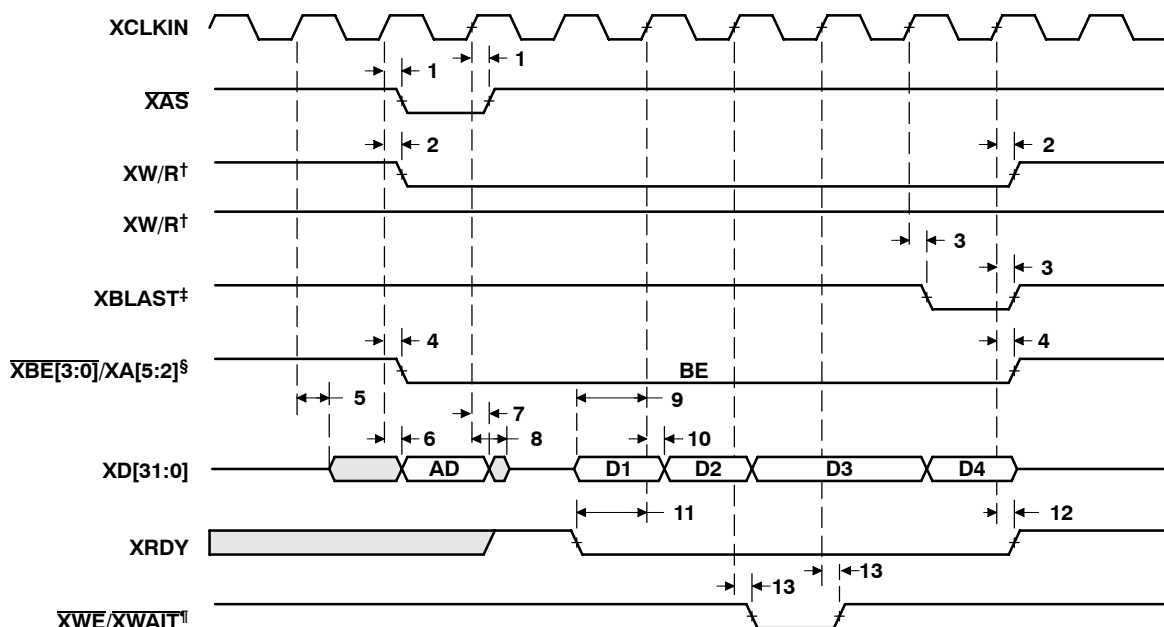 XCLKIN
1 1
XAS
2 2
XW/R†
XW/R†
3
3
XBLAST‡
4 4
XBE[3:0]/XA[5:2]§
BE
5 9
7
6 8 10
XD[31:0]
AD D1 D2 D3 D4
11 12
XRDY
13 13
XWE/XWAIT¶